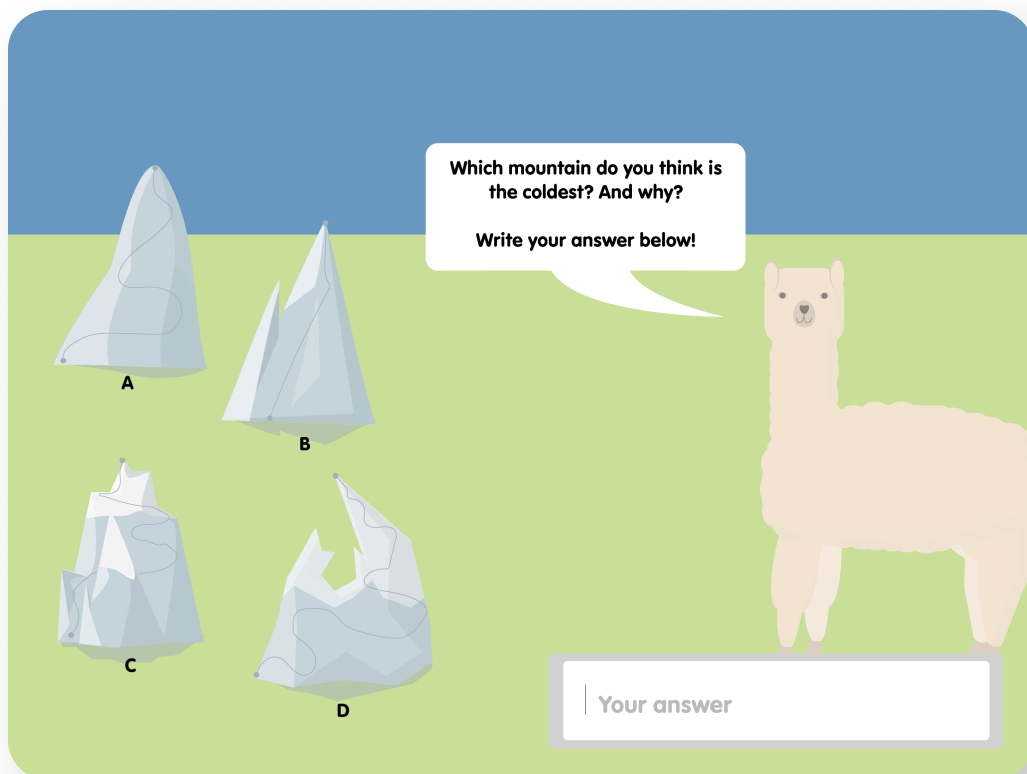 Which mountain do you think is
the coldest? And why?
Write your answer below!
A
B
C
D
Your answer